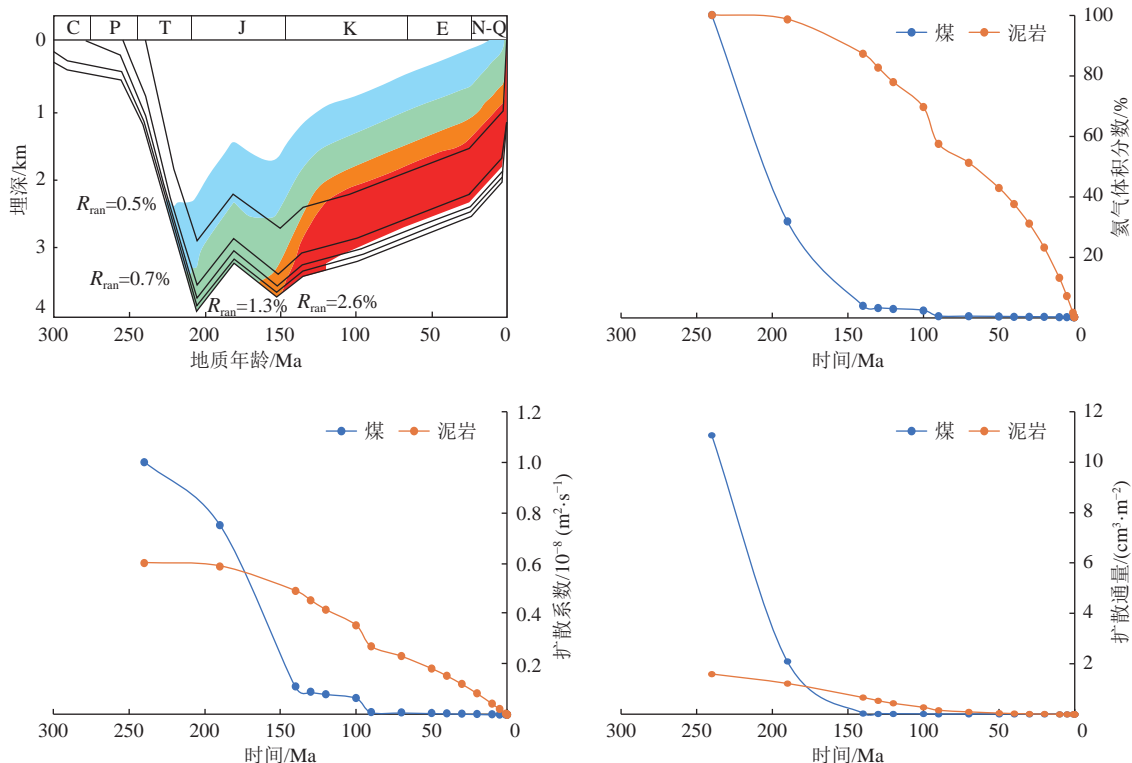 C P T J K E N-Q
0
1
2
3
4
埋深/km
R_ran=0.5%
R_ran=0.7%
R_ran=1.3%
R_ran=2.6%
300 250 200 150 100 50 0
地质年龄/Ma
煤 泥岩
100
80
60
40
20
氦气体积分数/%
300 250 200 150 100 50 0
时间/Ma
煤 泥岩
1.2
1.0
0.8
0.6
0.4
0.2
扩散系数/10⁻⁸ (m²·s⁻¹)
300 250 200 150 100 50 0
时间/Ma
煤 泥岩
12
10
8
6
4
2
扩散通量/(cm³·m⁻²)
300 250 200 150 100 50 0
时间/Ma